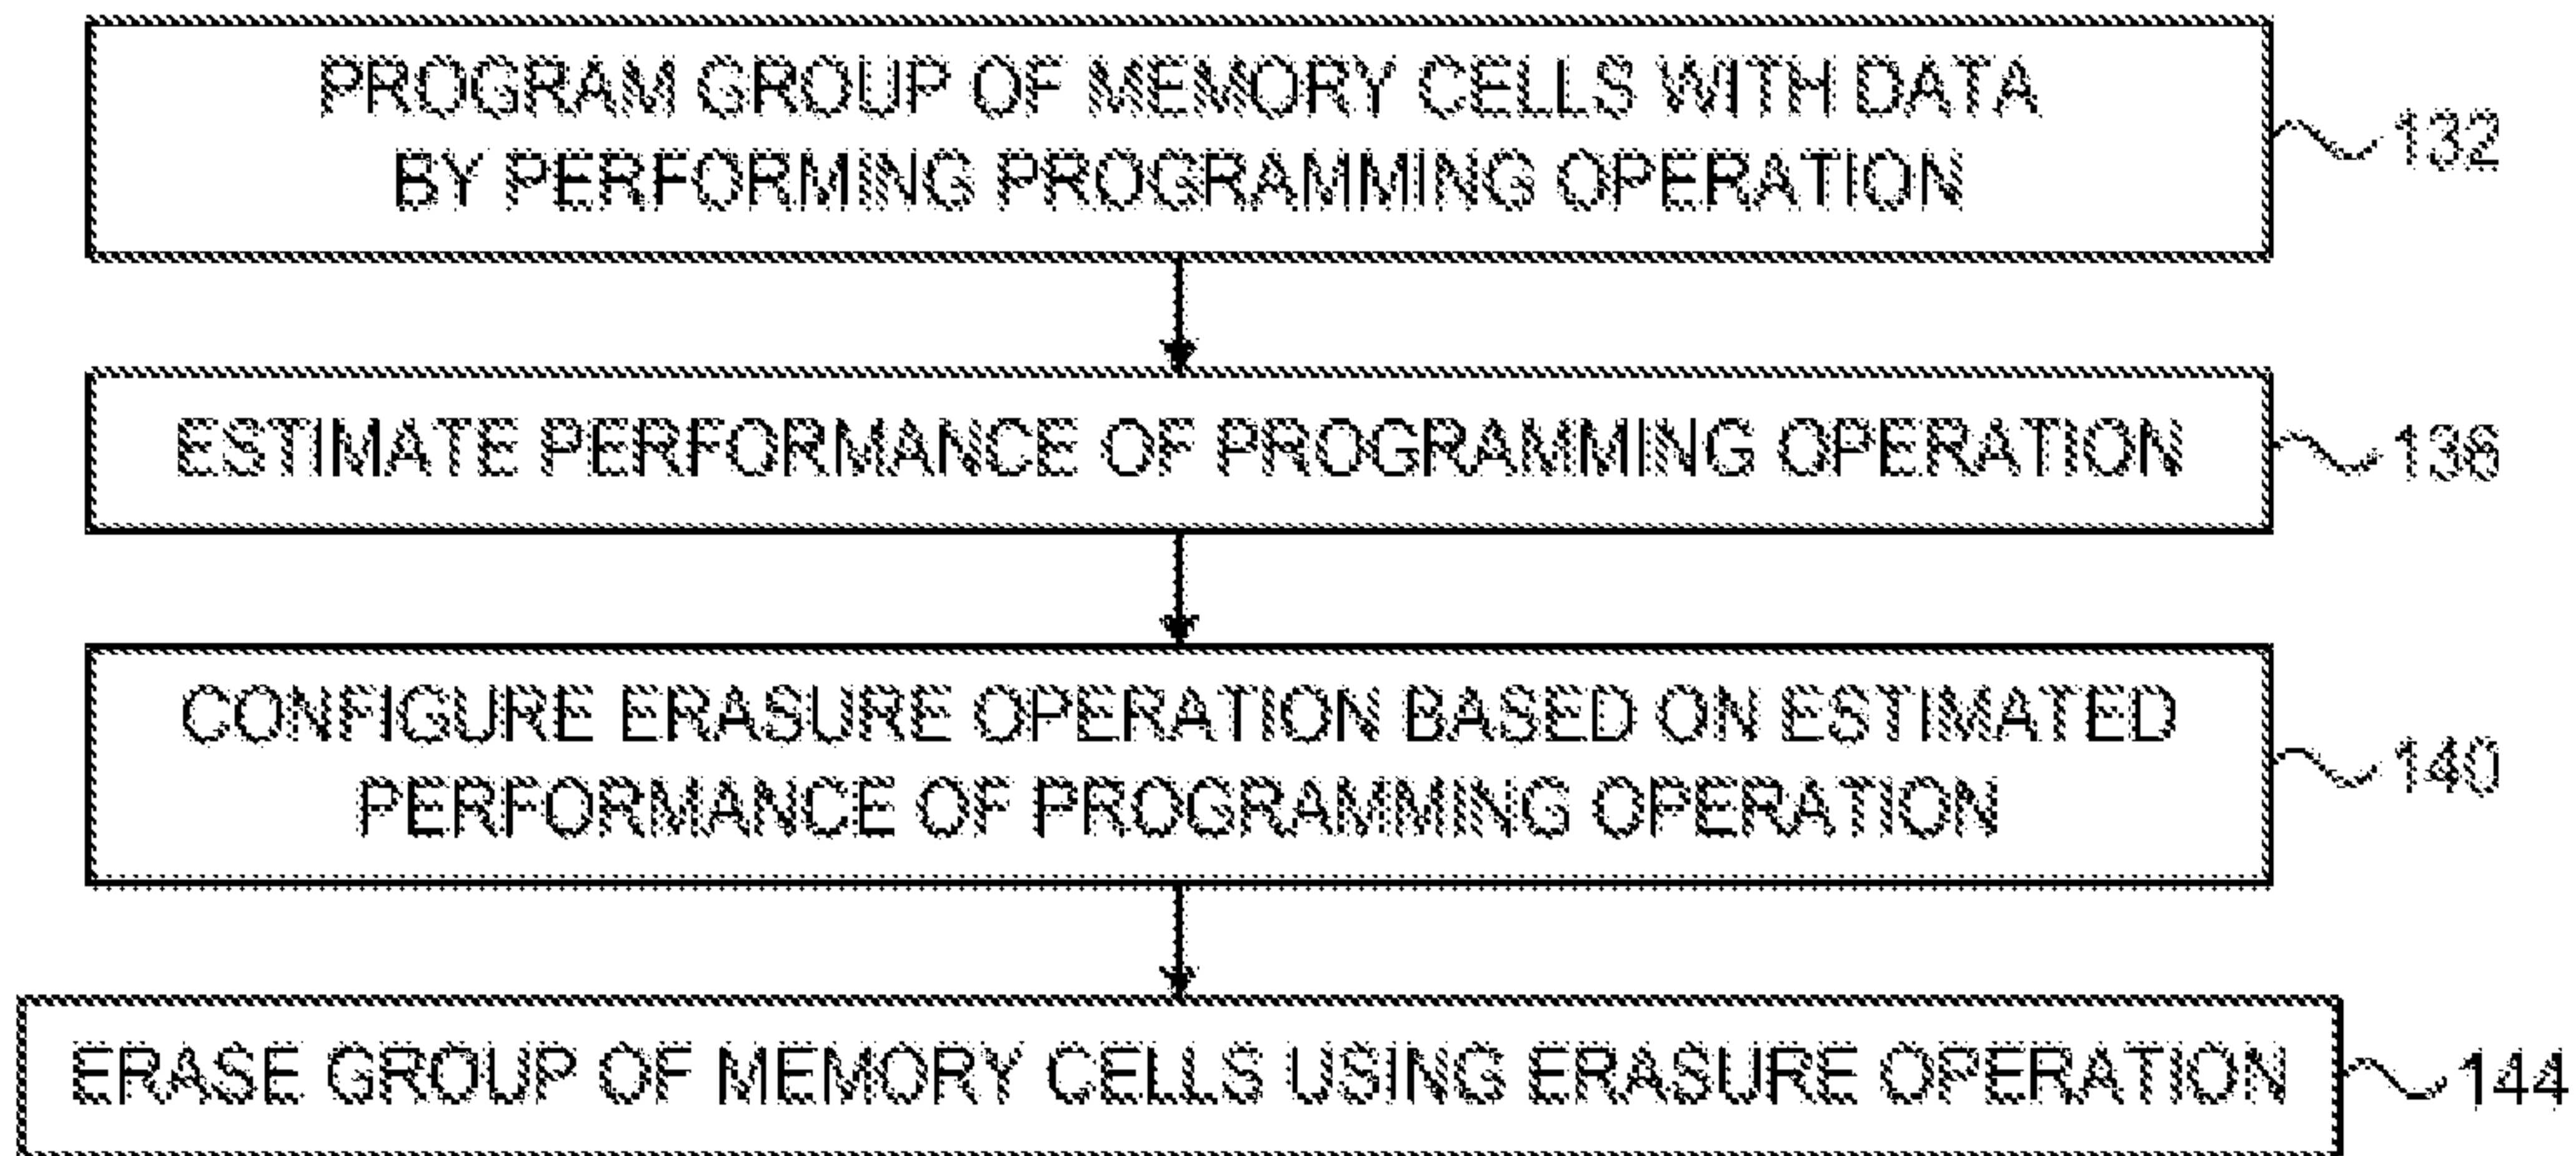 PROGRAM GROUP OF MEMORY CELLS WITH DATA
BY PERFORMING PROGRAMMING OPERATION
132
ESTIMATE PERFORMANCE OF PROGRAMMING OPERATION
136
CONFIGURE ERASURE OPERATION BASED ON ESTIMATED
PERFORMANCE OF PROGRAMMING OPERATION
140
ERASE GROUP OF MEMORY CELLS USING ERASURE OPERATION
144